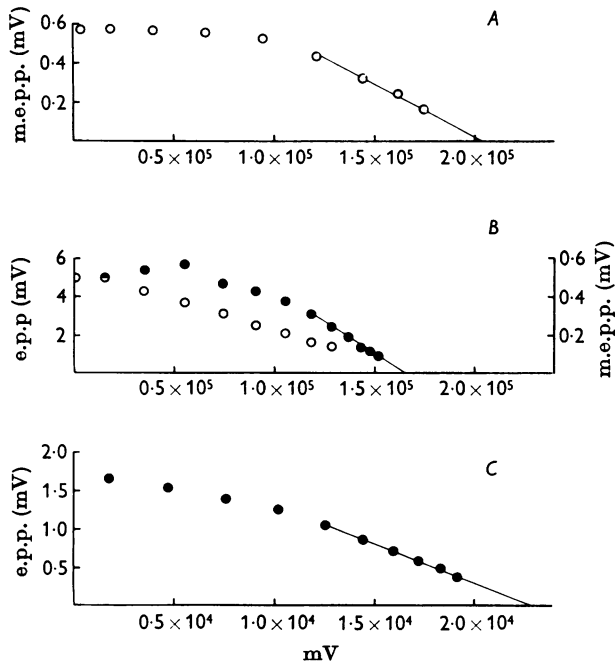 A
m.e.p.p. (mV)
0·6
0·4
0·2
0·5 × 10⁵
1·0 × 10⁵
1·5 × 10⁵
2·0 × 10⁵
B
e.p.p (mV)
6
4
2
0·6
0·4
0·2
m.e.p.p. (mV)
0·5 × 10⁵
1·0 × 10⁵
1·5 × 10⁵
2·0 × 10⁵
C
e.p.p. (mV)
2·0
1·5
1·0
0·5
0·5 × 10⁴
1·0 × 10⁴
1·5 × 10⁴
2·0 × 10⁴
mV